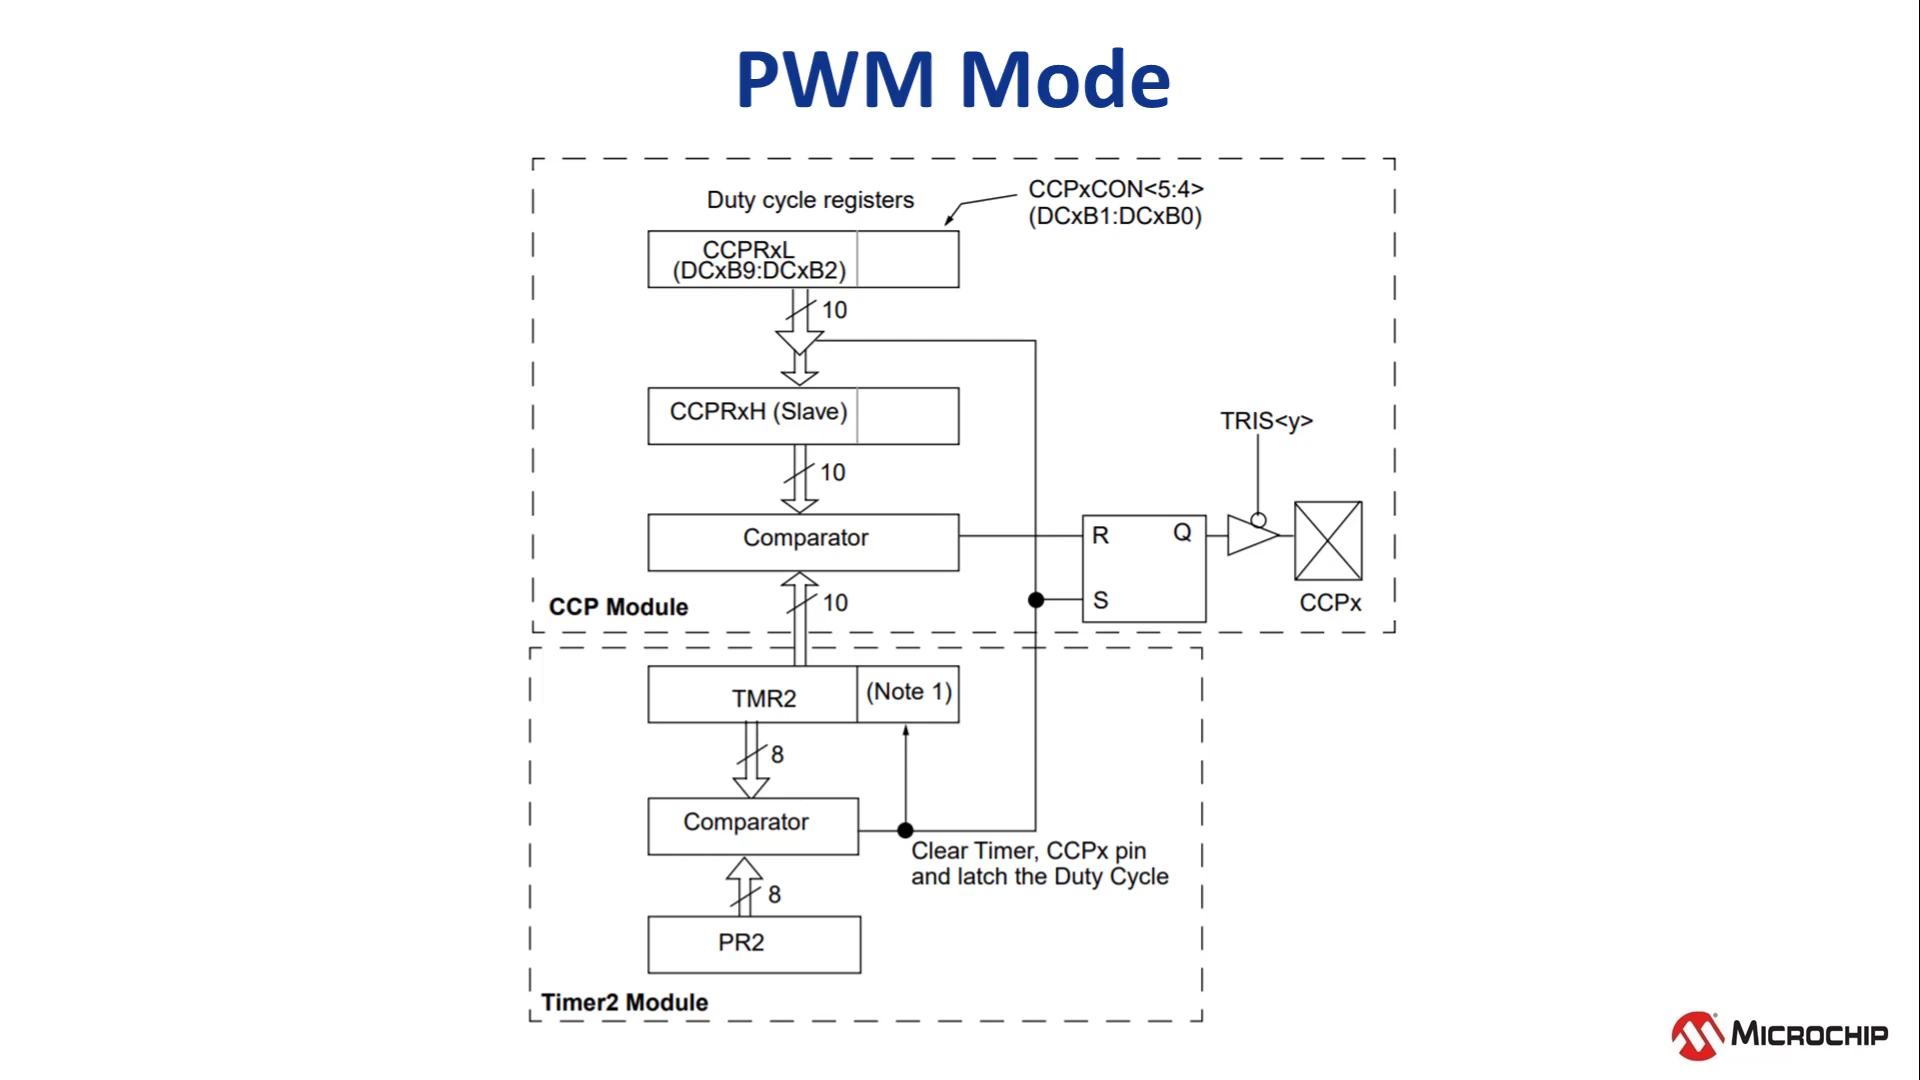 PWM Mode
Duty cycle registers
CCPxCON<5:4>
(DCxB1:DCxB0)
CCPRxL
(DCxB9:DCxB2)
10
CCPRxH (Slave)
10
TRIS<y>
Comparator
R
Q
S
CCPx
10
CCP Module
TMR2
(Note 1)
8
Comparator
Clear Timer, CCPx pin
and latch the Duty Cycle
8
PR2
Timer2 Module
MICROCHIP